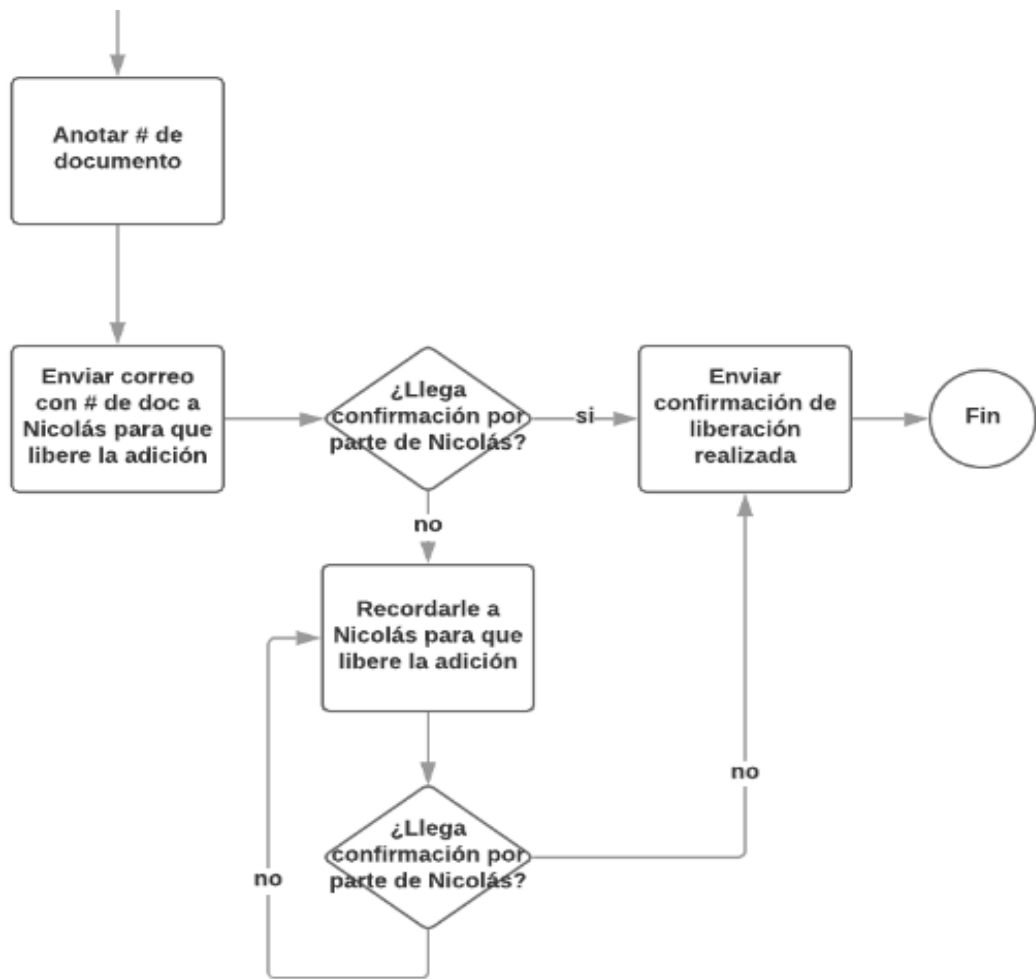 Anotar # de
documento
Enviar correo
con # de doc a
Nicolás para que
libere la adición
¿Llega
confirmación por
parte de Nicolás?
si
Enviar
confirmación de
liberación
realizada
Fin
no
Recordarle a
Nicolás para que
libere la adición
¿Llega
confirmación por
parte de Nicolás?
no
no